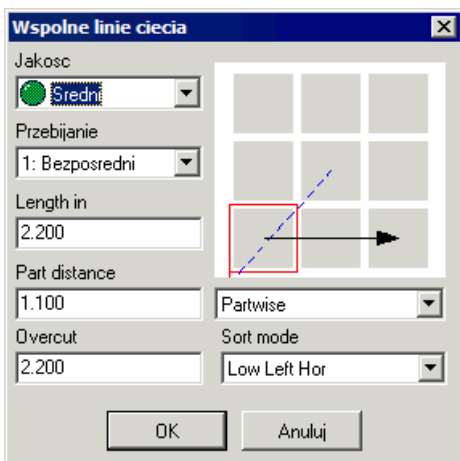 Wspolne linie ciecia
Jakosc
Sredni
Przebijanie
1: Bezposredni
Length in
2.200
Part distance
1.100
Partwise
Overcut
Sort mode
2.200
Low Left Hor
OK
Anuluj